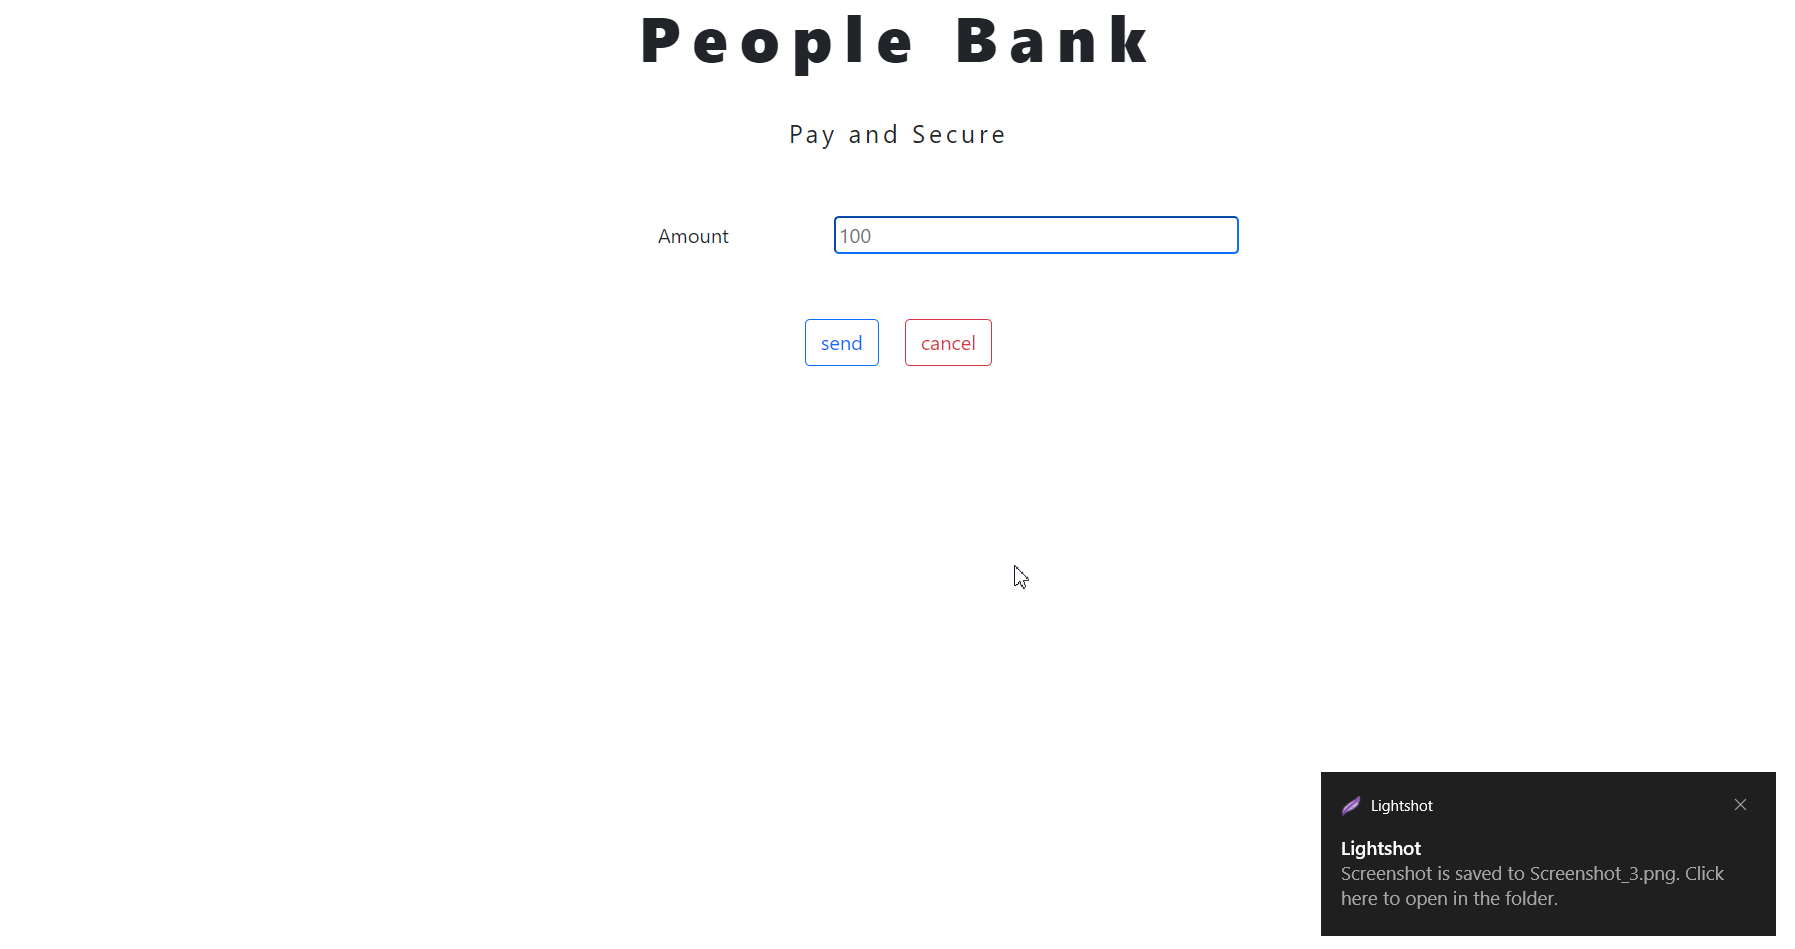 People Bank
Pay and Secure
Amount
100
send
cancel
Lightshot
Lightshot
Screenshot is saved to Screenshot_3.png. Click
here to open in the folder.